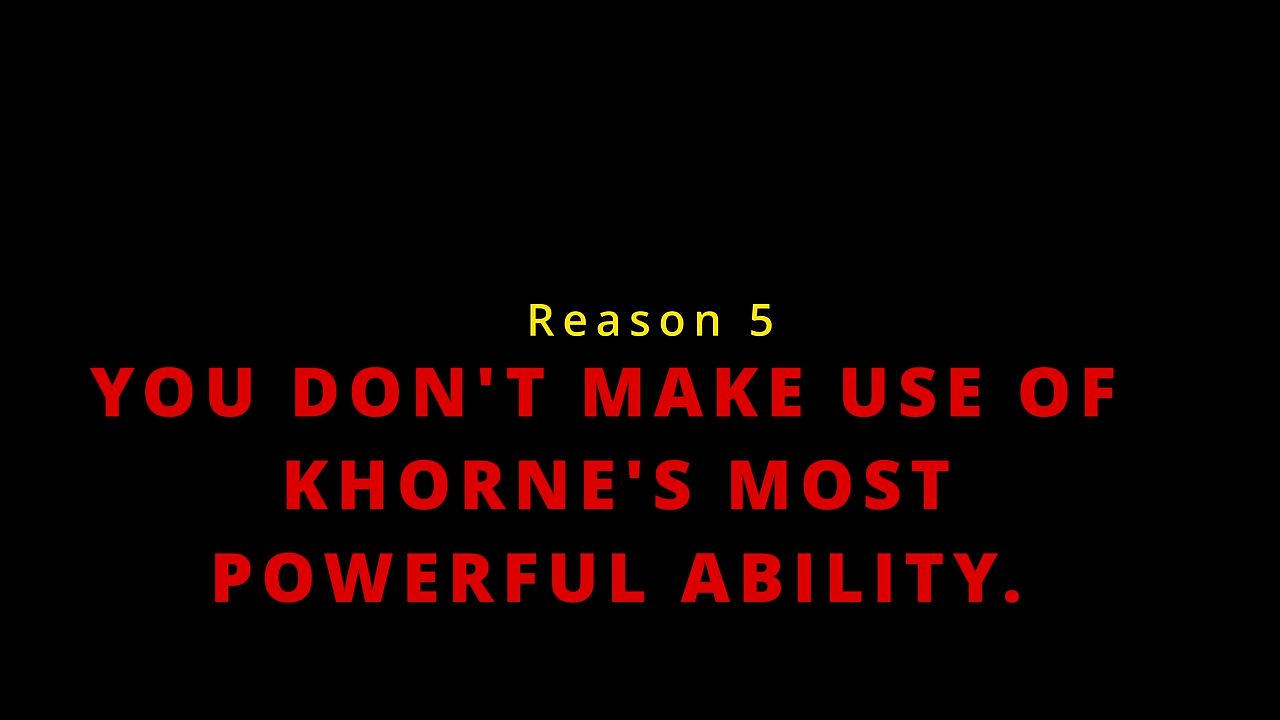 Reason 5
YOU DON'T MAKE USE OF
KHORNE'S MOST
POWERFUL ABILITY.